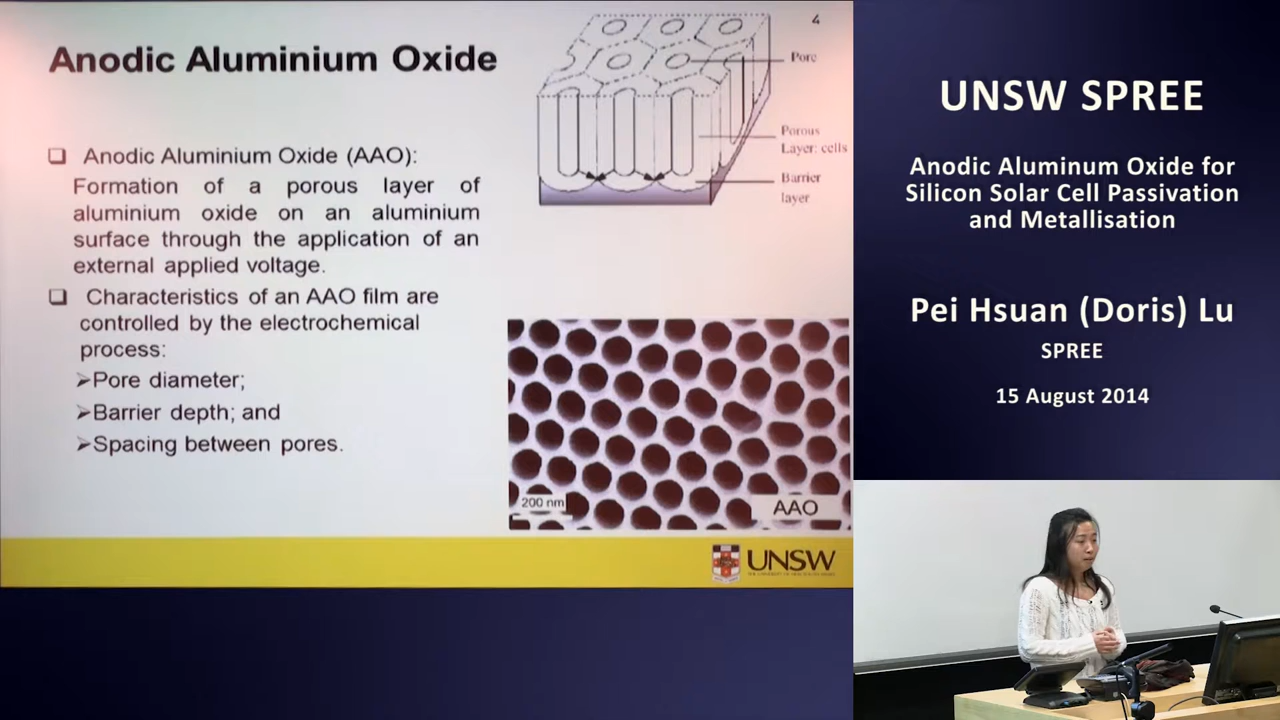 4
Anodic Aluminium Oxide
Anodic Aluminium Oxide (AAO):
Formation of a porous layer of
aluminium oxide on an aluminium
surface through the application of an
external applied voltage.
Characteristics of an AAO film are
controlled by the electrochemical
process:
Pore diameter;
Barrier depth; and
Spacing between pores.
Pore
Porous
Layer: cells
Barrier
layer
200 nm
AAO
UNSW
UNSW SPREE
Anodic Aluminum Oxide for
Silicon Solar Cell Passivation
and Metallisation
Pei Hsuan (Doris) Lu
SPREE
15 August 2014